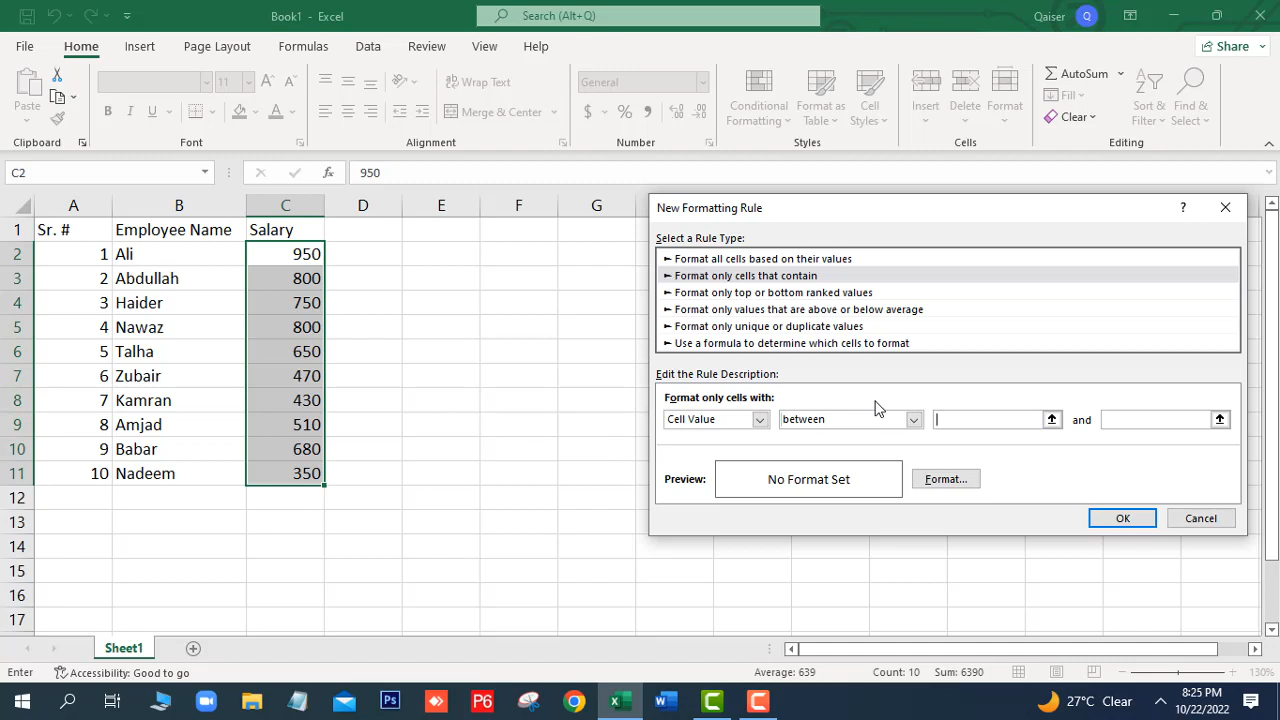 Book1 - Excel
Search (Alt+Q)
Qaiser
Q
File
Home
Insert
Page Layout
Formulas
Data
Review
View
Help
Share
Paste
11
A
A
B
I
U
A
ab
Wrap Text
Merge & Center
General
$
%
Conditional Formatting
Format as Table
Cell Styles
Insert
Delete
Format
AutoSum
Fill
Clear
Sort & Filter
Find & Select
Clipboard
Font
Alignment
Number
Styles
Cells
Editing
C2
fx
950
A B C D E F G
1 Sr. # Employee Name Salary
2 1 Ali 950
3 2 Abdullah 800
4 3 Haider 750
5 4 Nawaz 800
6 5 Talha 650
7 6 Zubair 470
8 7 Kamran 430
9 8 Amjad 510
10 9 Babar 680
11 10 Nadeem 350
12
13
14
15
16
17
New Formatting Rule
?
Select a Rule Type:
► Format all cells based on their values
► Format only cells that contain
► Format only top or bottom ranked values
► Format only values that are above or below average
► Format only unique or duplicate values
► Use a formula to determine which cells to format
Edit the Rule Description:
Format only cells with:
Cell Value between and
Preview: No Format Set Format...
OK Cancel
Sheet1
Enter
Accessibility: Good to go
Average: 639
Count: 10
Sum: 6390
130%
Ps
P6
27°C Clear
6:25 PM
10/22/2022